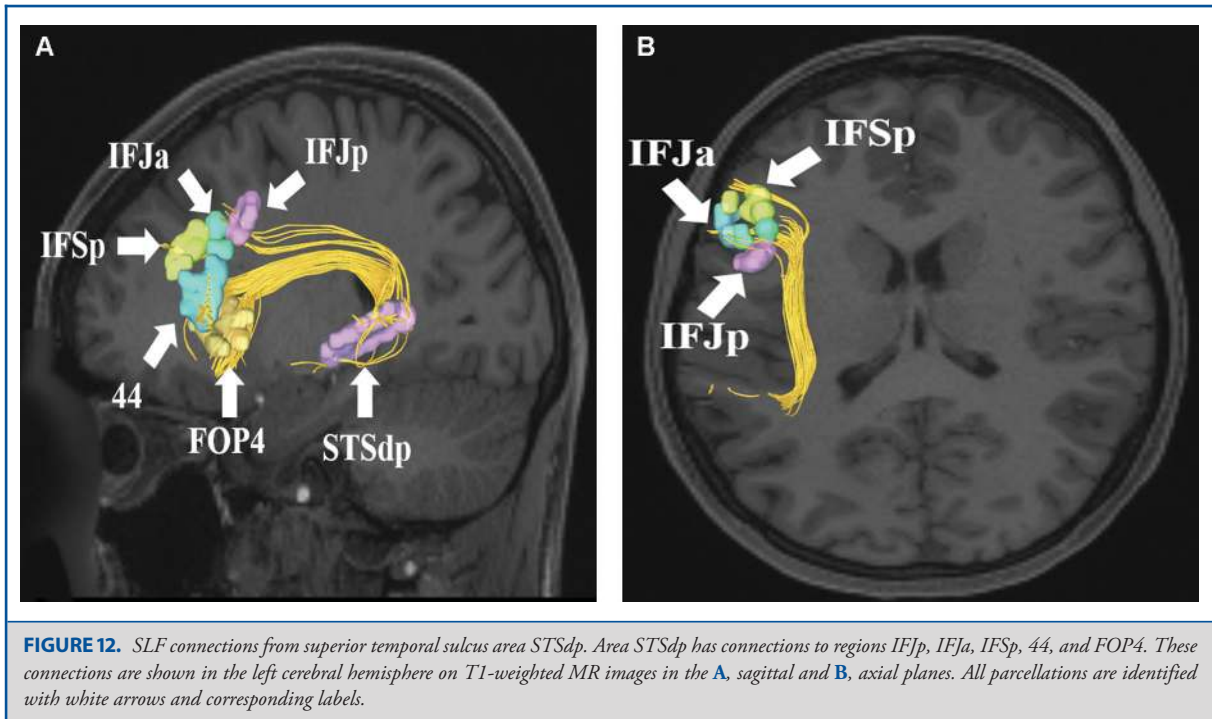 A
IFJa
IFJp
IFSp
44
FOP4
STSdp
B
IFSp
IFJa
IFJp
FIGURE 12. SLF connections from superior temporal sulcus area STSdp. Area STSdp has connections to regions IFJp, IFJa, IFSp, 44, and FOP4. These
connections are shown in the left cerebral hemisphere on T1-weighted MR images in the A, sagittal and B, axial planes. All parcellations are identified
with white arrows and corresponding labels.